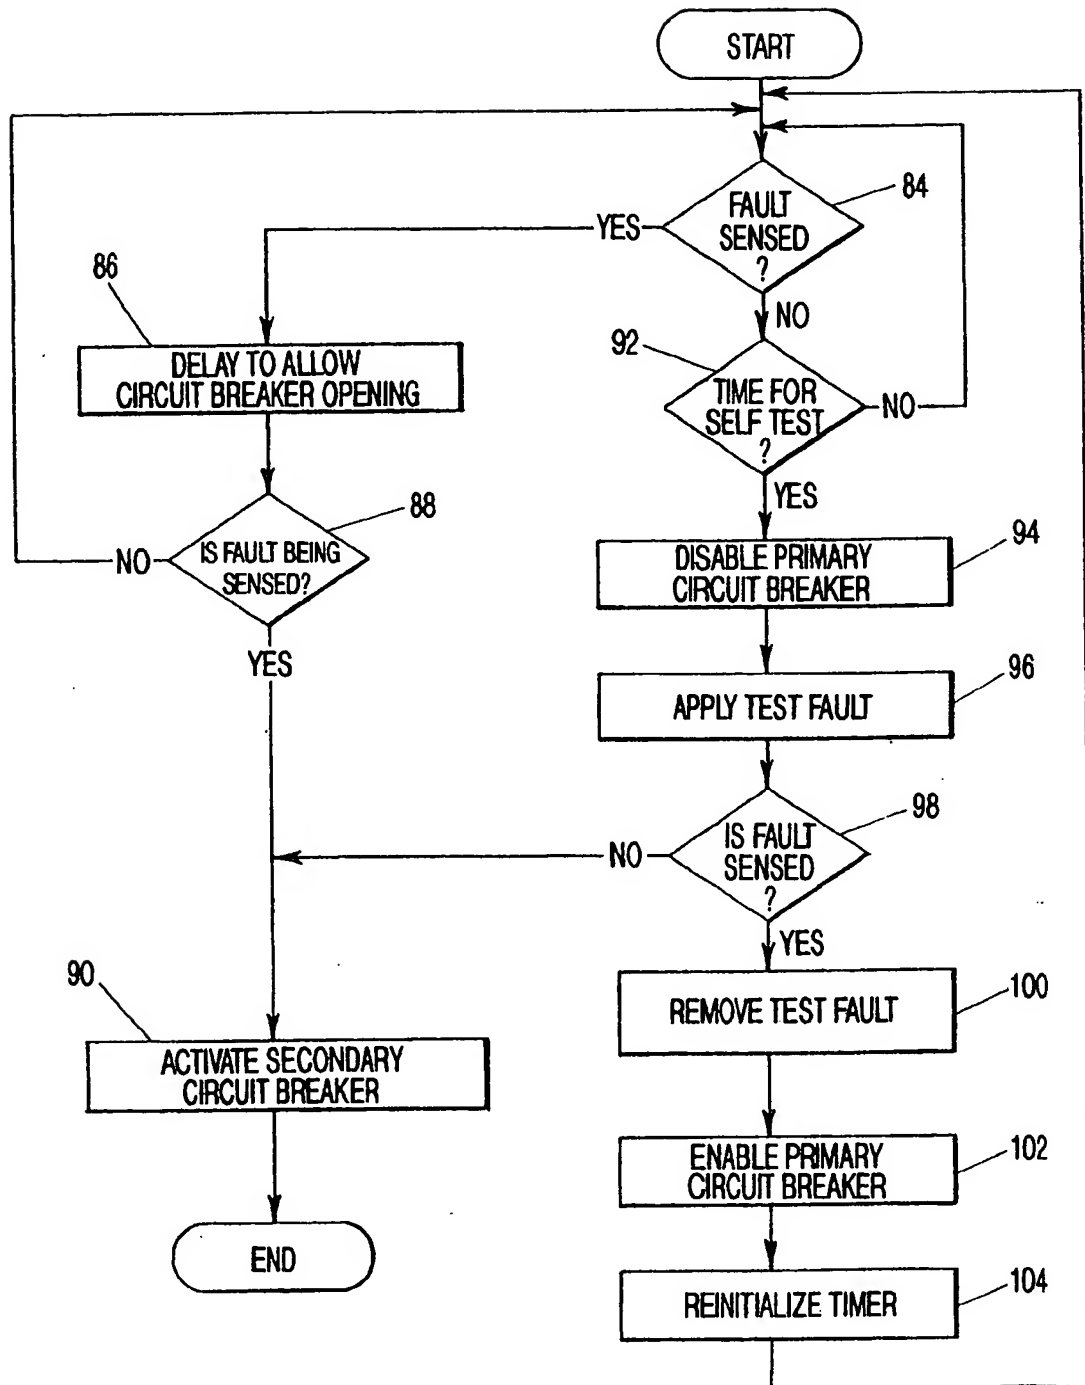 START
FAULT
SENSED
?
84
YES
NO
86
DELAY TO ALLOW
CIRCUIT BREAKER OPENING
92
TIME FOR
SELF TEST
?
NO
YES
88
IS FAULT BEING
SENSED?
NO
YES
DISABLE PRIMARY
CIRCUIT BREAKER
94
APPLY TEST FAULT
96
IS FAULT
SENSED
?
98
NO
YES
90
ACTIVATE SECONDARY
CIRCUIT BREAKER
REMOVE TEST FAULT
100
ENABLE PRIMARY
CIRCUIT BREAKER
102
END
REINITIALIZE TIMER
104